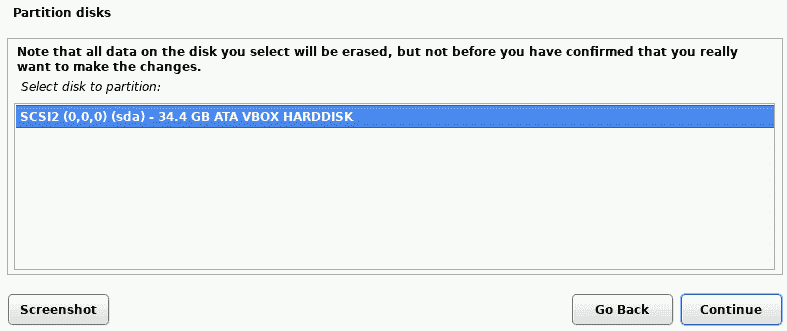 Partition disks
Note that all data on the disk you select will be erased, but not before you have confirmed that you really
want to make the changes.
Select disk to partition:
SCSI2 (0,0,0) (sda) - 34.4 GB ATA VBOX HARDDISK
Screenshot
Go Back
Continue